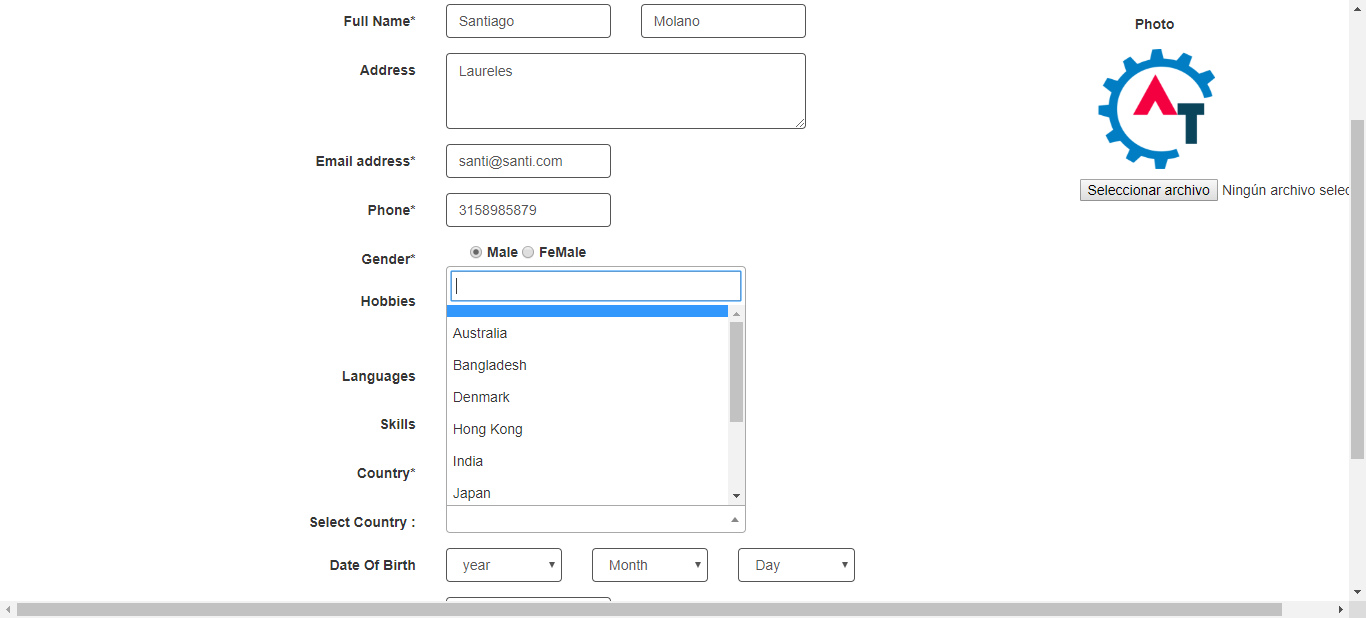 Full Name* Santiago Molano
Photo
Address Laureles
AT
Email address* santi@santi.com
Seleccionar archivo Ningún archivo selec
Phone* 3158985879
Gender* Male FeMale
Hobbies
Australia
Bangladesh
Languages
Denmark
Skills
Hong Kong
India
Country*
Japan
Select Country :
Date Of Birth year Month Day